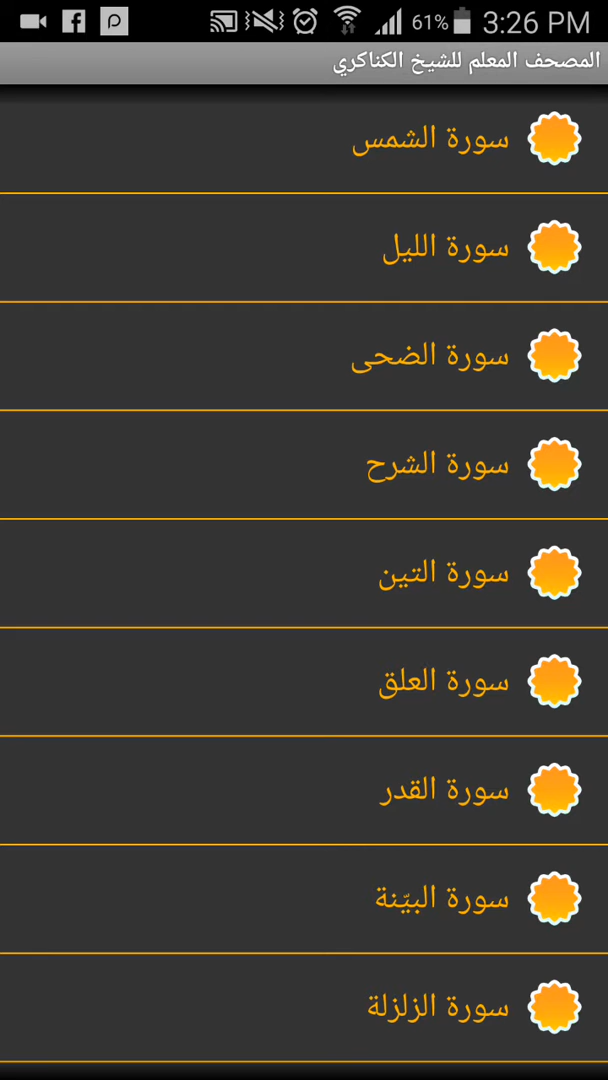 61% 3:26 PM
المصحف المعلم للشيخ الكناكري
سورة الشمس
سورة الليل
سورة الضحى
سورة الشرح
سورة التين
سورة العلق
سورة القدر
سورة البيّنة
سورة الزلزلة